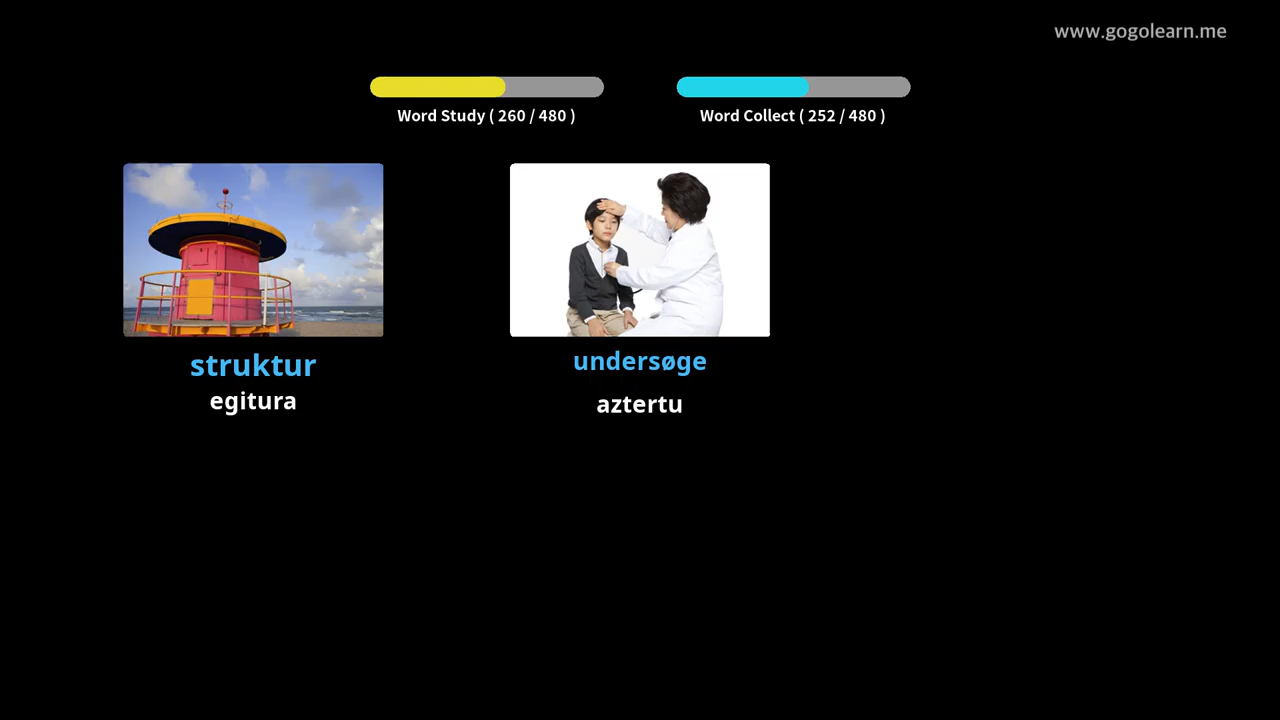 www.gogolearn.me
Word Study ( 260 / 480 )
Word Collect ( 252 / 480 )
struktur
egitura
undersøge
aztertu